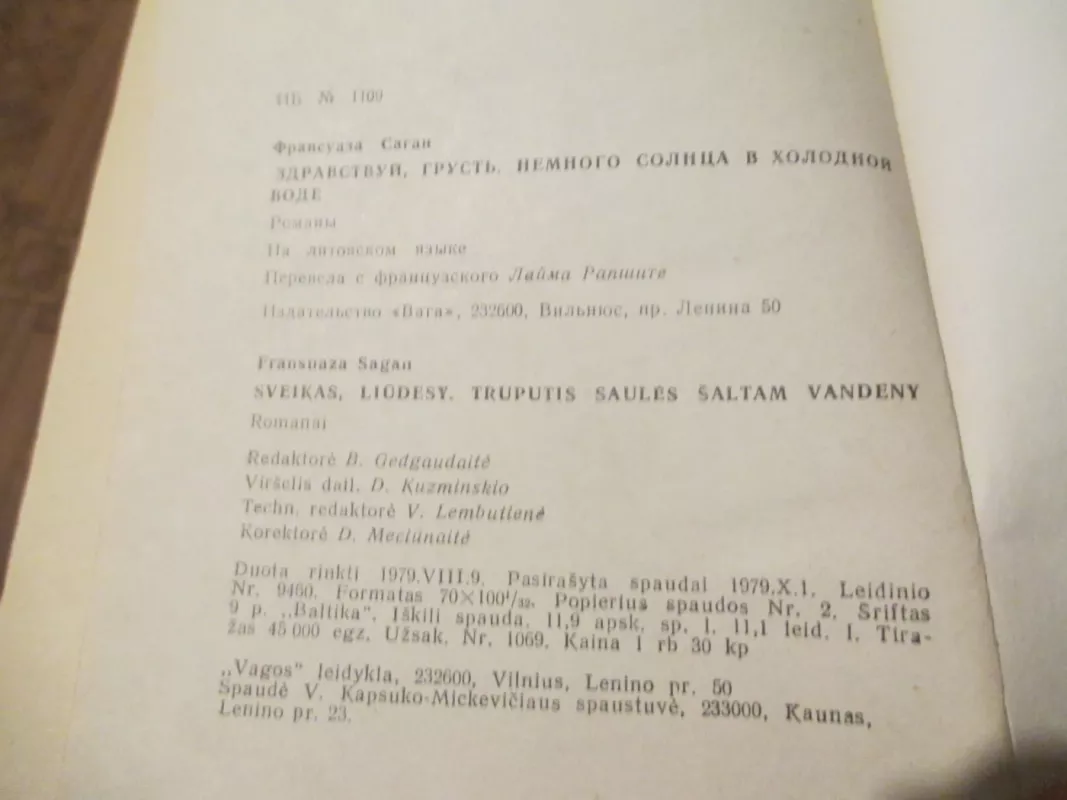 ИБ № 1109
Франсуаза Саган
ЗДРАВСТВУЙ, ГРУСТЬ. НЕМНОГО СОЛНЦА В ХОЛОДНОЙ
ВОДЕ
Романы
На литовском языке
Перевела с французского Лайма Рапшите
Издательство «Вага», 232600, Вильнюс, пр. Ленина 50
Fransuaza Sagan
SVEIKAS, LIŪDESY. TRUPUTIS SAULĖS ŠALTAM VANDENY
Romanai
Redaktorė B. Gedgaudaitė
Viršelis dail. D. Kuzminskio
Techn. redaktorė V. Lembutienė
Korektorė D. Mečiūnaitė
Duota rinkti 1979.VIII.9. Pasirašyta spaudai 1979.X.1. Leidinio
Nr. 9460. Formatas 70×100¹/₃₂. Popierius spaudos Nr. 2. Šriftas
9 p. „Baltika". Iškili spauda. 11,9 apsk. sp. l. 11,1 leid. l. Tira-
žas 45 000 egz. Užsak. Nr. 1069. Kaina 1 rb 30 kp
„Vagos" leidykla, 232600, Vilnius, Lenino pr. 50
Spaudė V. Kapsuko-Mickevičiaus spaustuvė, 233000, Kaunas,
Lenino pr. 23.